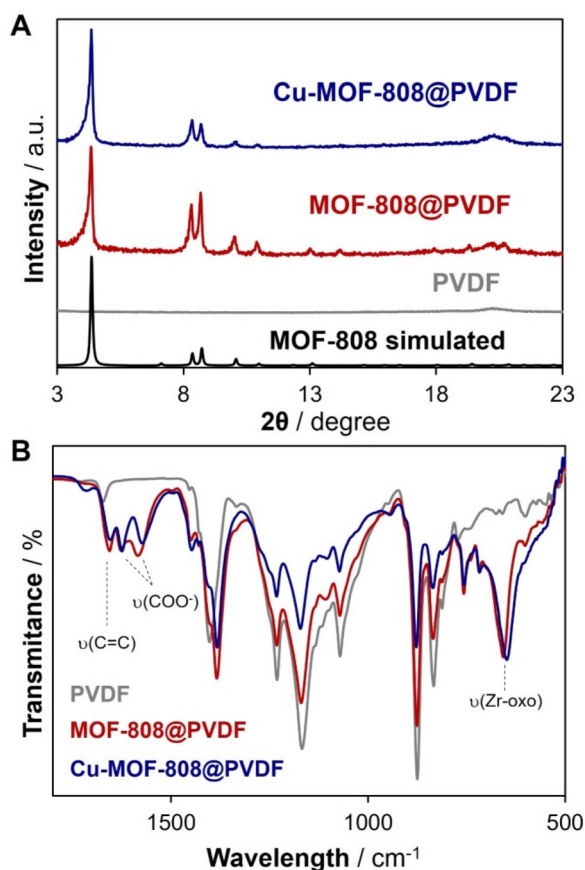 A
Intensity / a.u.
Cu-MOF-808@PVDF
MOF-808@PVDF
PVDF
MOF-808 simulated
3 8 13 18 23
2θ / degree
B
Transmitance / %
υ(COO-)
υ(C=C)
υ(Zr-oxo)
PVDF
MOF-808@PVDF
Cu-MOF-808@PVDF
1500 1000 500
Wavelength / cm-1